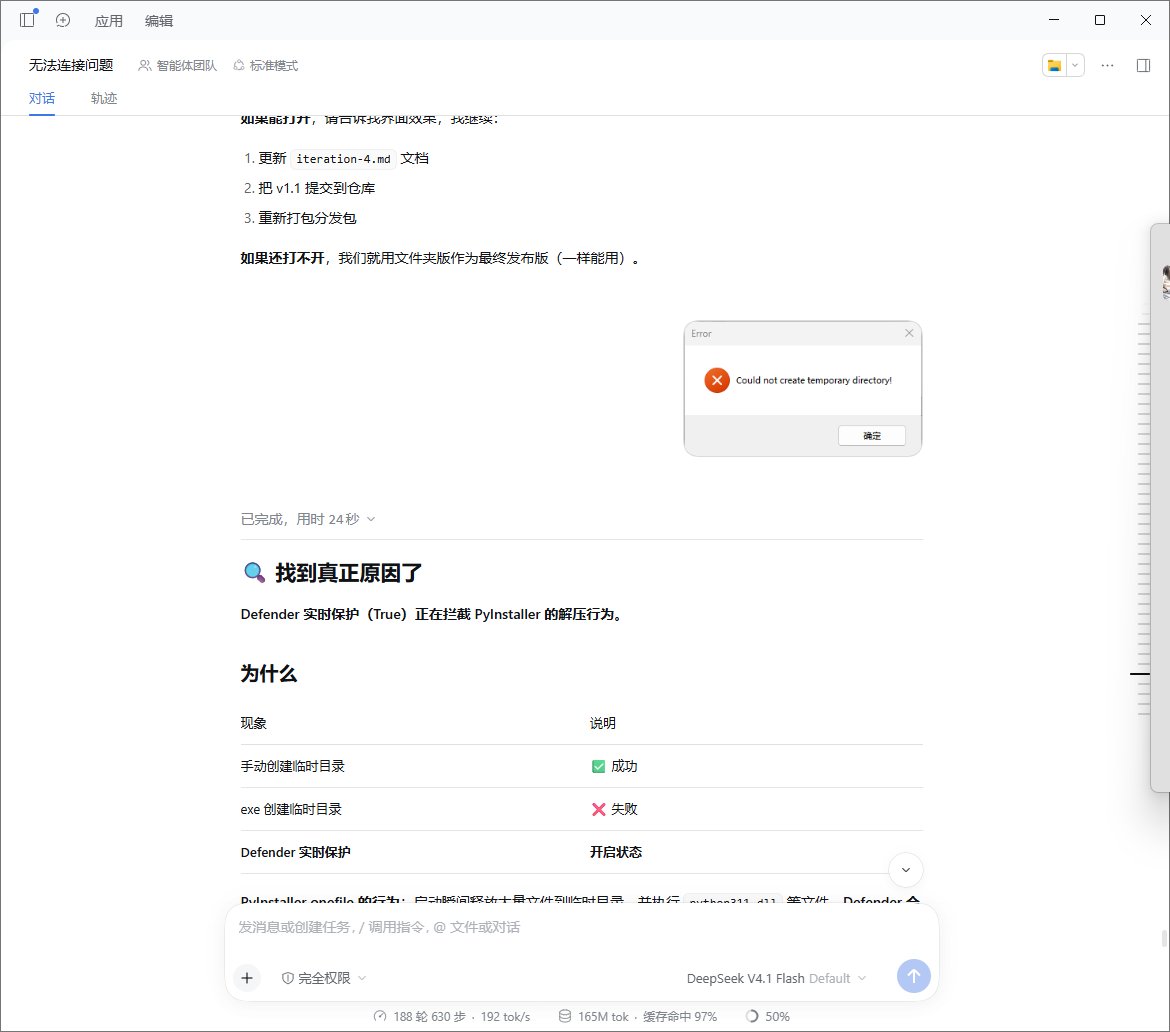 应用 编辑
无法连接问题 智能体团队 标准模式
对话 轨迹
如果能打开，请告诉我界面效果，我继续：
1. 更新 iteration-4.md 文档
2. 把 v1.1 提交到仓库
3. 重新打包分发包
如果还打不开，我们就用文件夹版作为最终发布版（一样能用）。
Error
Could not create temporary directory!
确定
已完成，用时 24秒
找到真正原因了
Defender 实时保护（True）正在拦截 PyInstaller 的解压行为。
为什么
现象 说明
手动创建临时目录 成功
exe 创建临时目录 失败
Defender 实时保护 开启状态
PyInstaller onefile 的行为：启动瞬间释放大量文件到临时目录，并执行 python311.dll 等文件。Defender 会
发消息或创建任务, / 调用指令, @ 文件或对话
完全权限 DeepSeek V4.1 Flash Default
188 轮 630 步 · 192 tok/s 165M tok · 缓存命中 97% 50%